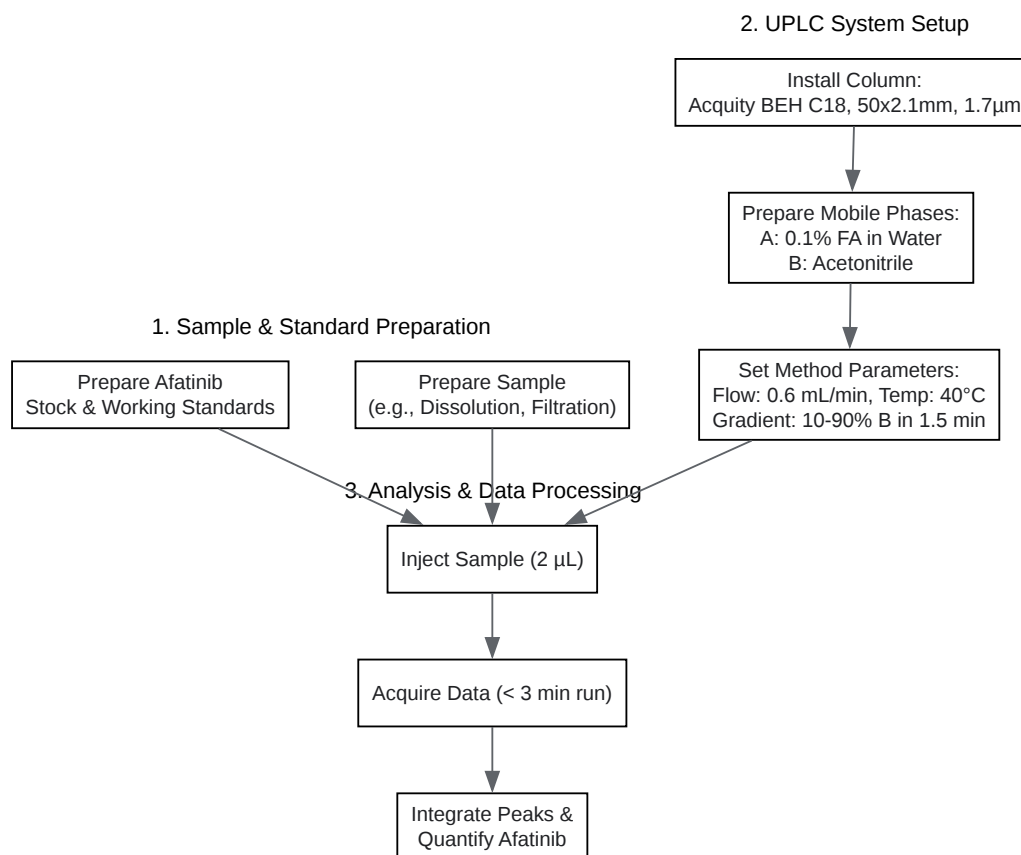 2. UPLC System Setup
Install Column:
Acquity BEH C18, 50x2.1mm, 1.7µm
Prepare Mobile Phases:
A: 0.1% FA in Water
B: Acetonitrile
1. Sample & Standard Preparation
Prepare Afatinib
Stock & Working Standards
Prepare Sample
(e.g., Dissolution, Filtration)
Set Method Parameters:
Flow: 0.6 mL/min, Temp: 40°C
Gradient: 10-90% B in 1.5 min
3. Analysis & Data Processing
Inject Sample (2 µL)
Acquire Data (< 3 min run)
Integrate Peaks &
Quantify Afatinib